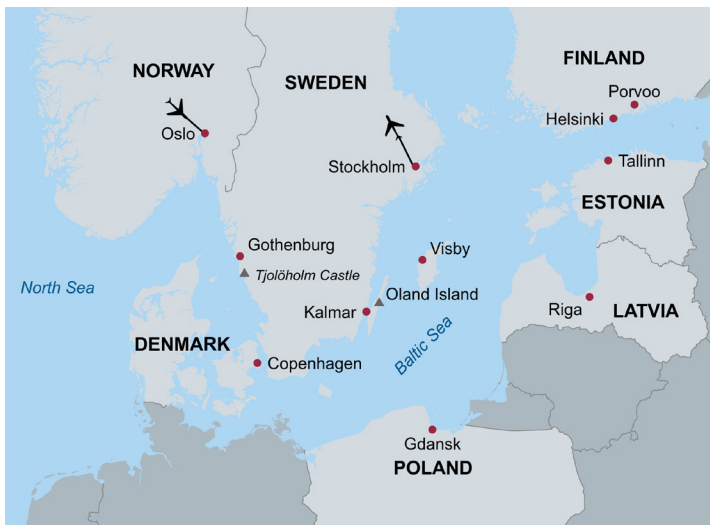 NORWAY
SWEDEN
FINLAND
Porvoo
Helsinki
Oslo
Stockholm
Tallinn
ESTONIA
Gothenburg
Visby
Tjolöholm Castle
North Sea
Oland Island
Kalmar
Riga
LATVIA
DENMARK
Baltic Sea
Copenhagen
Gdansk
POLAND